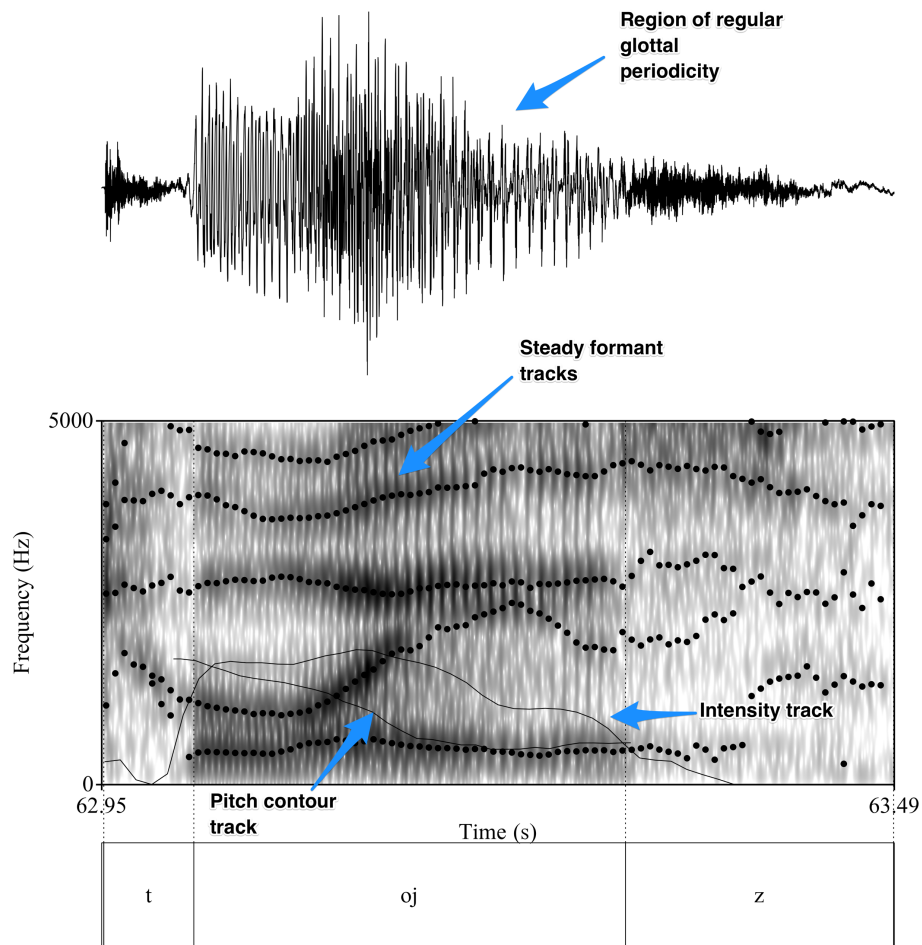 Region of regular
glottal
periodicity
Steady formant
tracks
5000
Frequency (Hz)
Intensity track
0
Pitch contour
track
62.95
63.49
Time (s)
t
oj
z